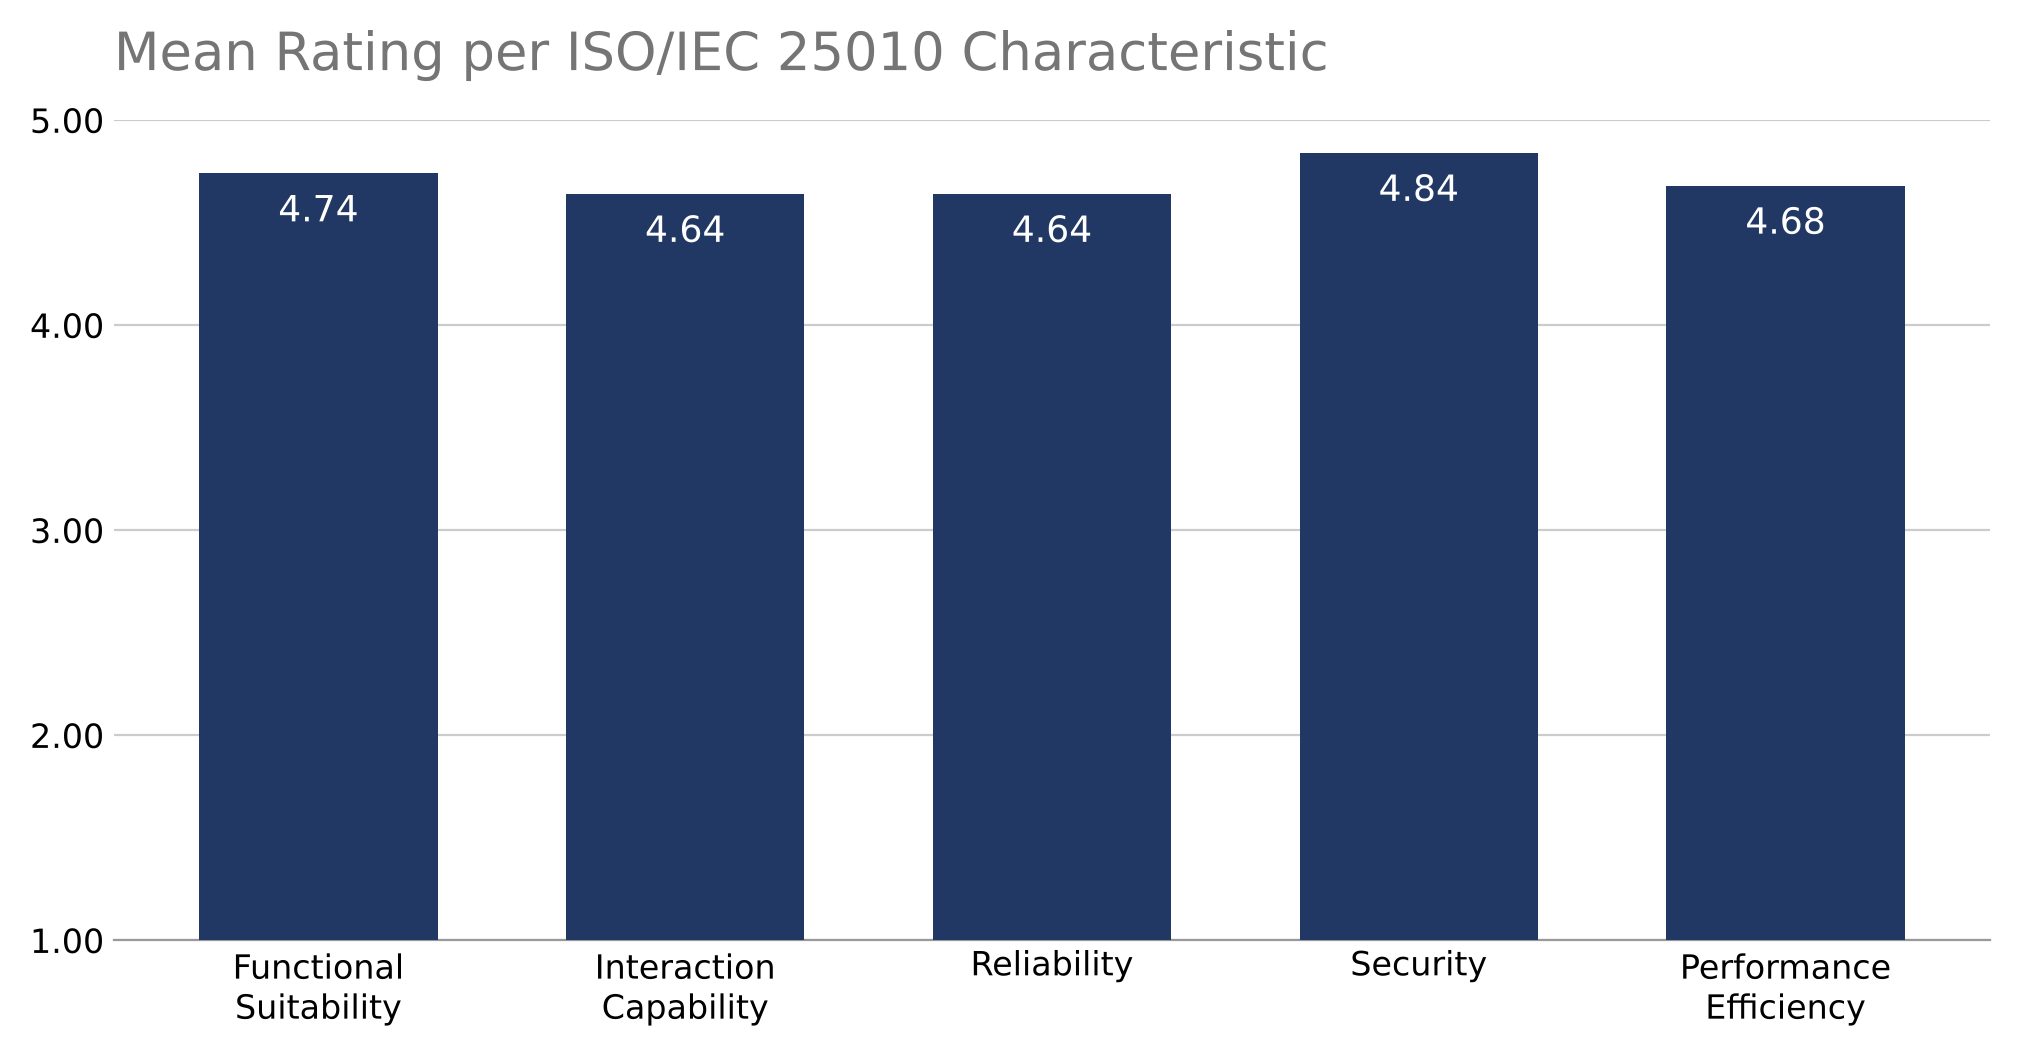 Mean Rating per ISO/IEC 25010 Characteristic
5.00
4.00
3.00
2.00
1.00
4.74
4.64
4.64
4.84
4.68
Functional
Suitability
Interaction
Capability
Reliability
Security
Performance
Efficiency